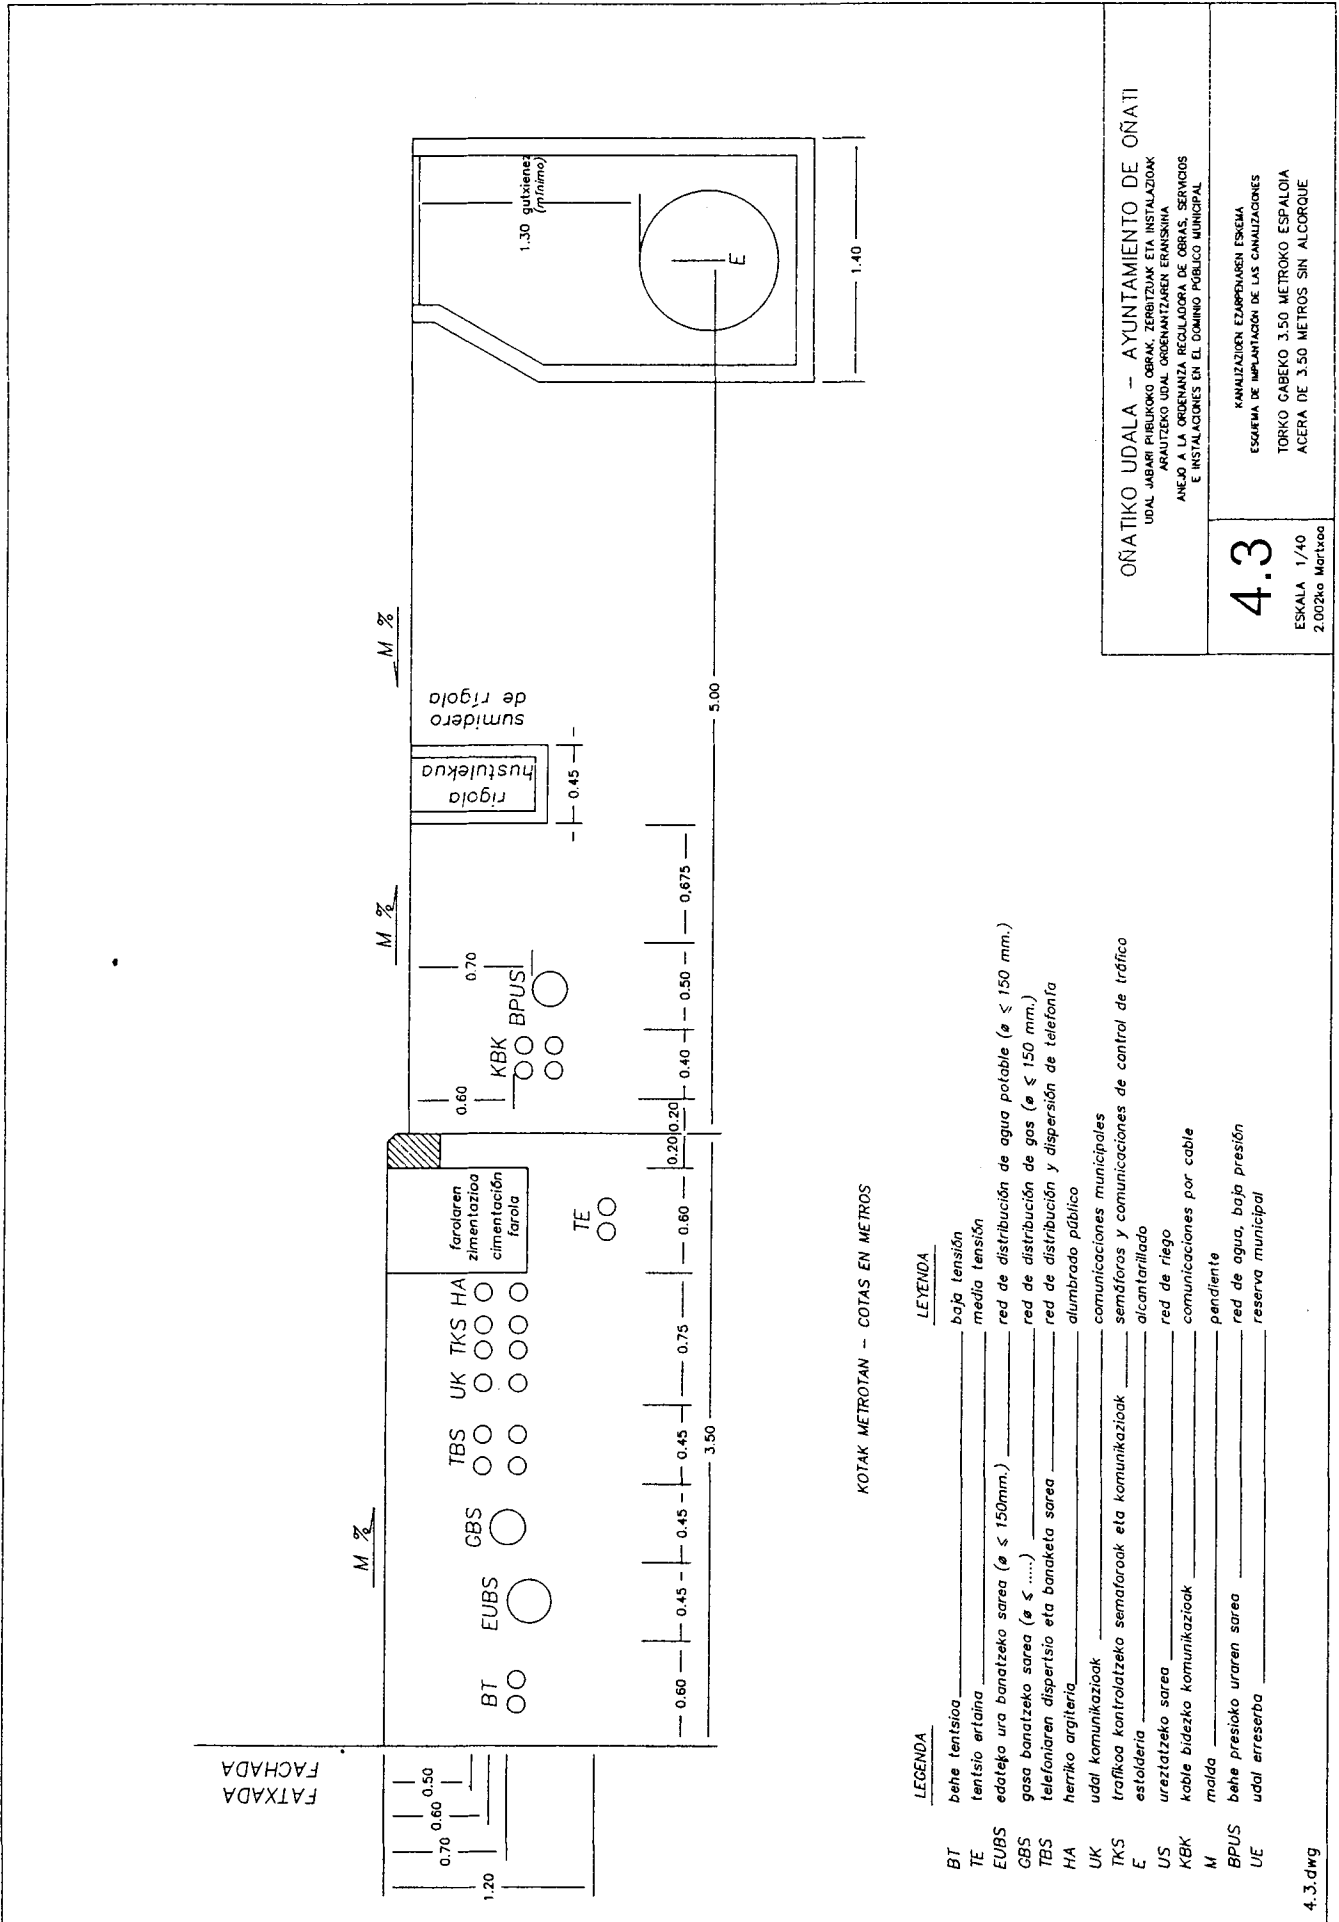 FATXADA
FACHADA
M %
M %
M %
0.50
0.60
0.70
1.20
BT
EUBS
GBS
TBS
UK
TKS
HA
farolaren
zimentazioa
cimentación
farola
TE
0.60
KBK
BPUS
0.70
rigola
hustulekua
sumidero
de rígola
0.45
1.30 gutxienez
(mínimo)
E
1.40
0.60
0.45
0.45
0.45
0.75
0.60
0.20
0.20
0.40
0.50
0.675
3.50
5.00
KOTAK METROTAN – COTAS EN METROS
LEGENDA
LEYENDA
BT behe tentsioa baja tensión
TE tentsio ertaina media tensión
EUBS edateko ura banatzeko sarea (ø ≤ 150mm.) red de distribución de agua potable (ø ≤ 150 mm.)
GBS gasa banatzeko sarea (ø ≤ .....) red de distribución de gas (ø ≤ 150 mm.)
TBS telefoniaren dispertsio eta banaketa sarea red de distribución y dispersión de telefonía
HA herriko argiteria alumbrado público
UK udal komunikazioak comunicaciones municipales
TKS trafikoa kontrolatzeko semaforoak eta komunikazioak semáforos y comunicaciones de control de tráfico
E estolderia alcantarillado
US ureztatzeko sarea red de riego
KBK kable bidezko komunikazioak comunicaciones por cable
M malda pendiente
BPUS behe presioko uraren sarea red de agua, baja presión
UE udal erreserba reserva municipal
4.3.dwg
OÑATIKO UDALA – AYUNTAMIENTO DE OÑATI
UDAL JABARI PUBLIKOKO OBRAK, ZERBITZUAK ETA INSTALAZIOAK
ARAUTZEKO UDAL ORDENANTZAREN ERANSKINA
ANEJO A LA ORDENANZA REGULADORA DE OBRAS, SERVICIOS
E INSTALACIONES EN EL DOMINIO PÚBLICO MUNICIPAL
4.3
ESKALA 1/40
2.002ko Martxoa
KANALIZAZIOEN EZARPENAREN ESKEMA
ESQUEMA DE IMPLANTACIÓN DE LAS CANALIZACIONES
TORKO GABEKO 3.50 METROKO ESPALOIA
ACERA DE 3.50 METROS SIN ALCORQUE